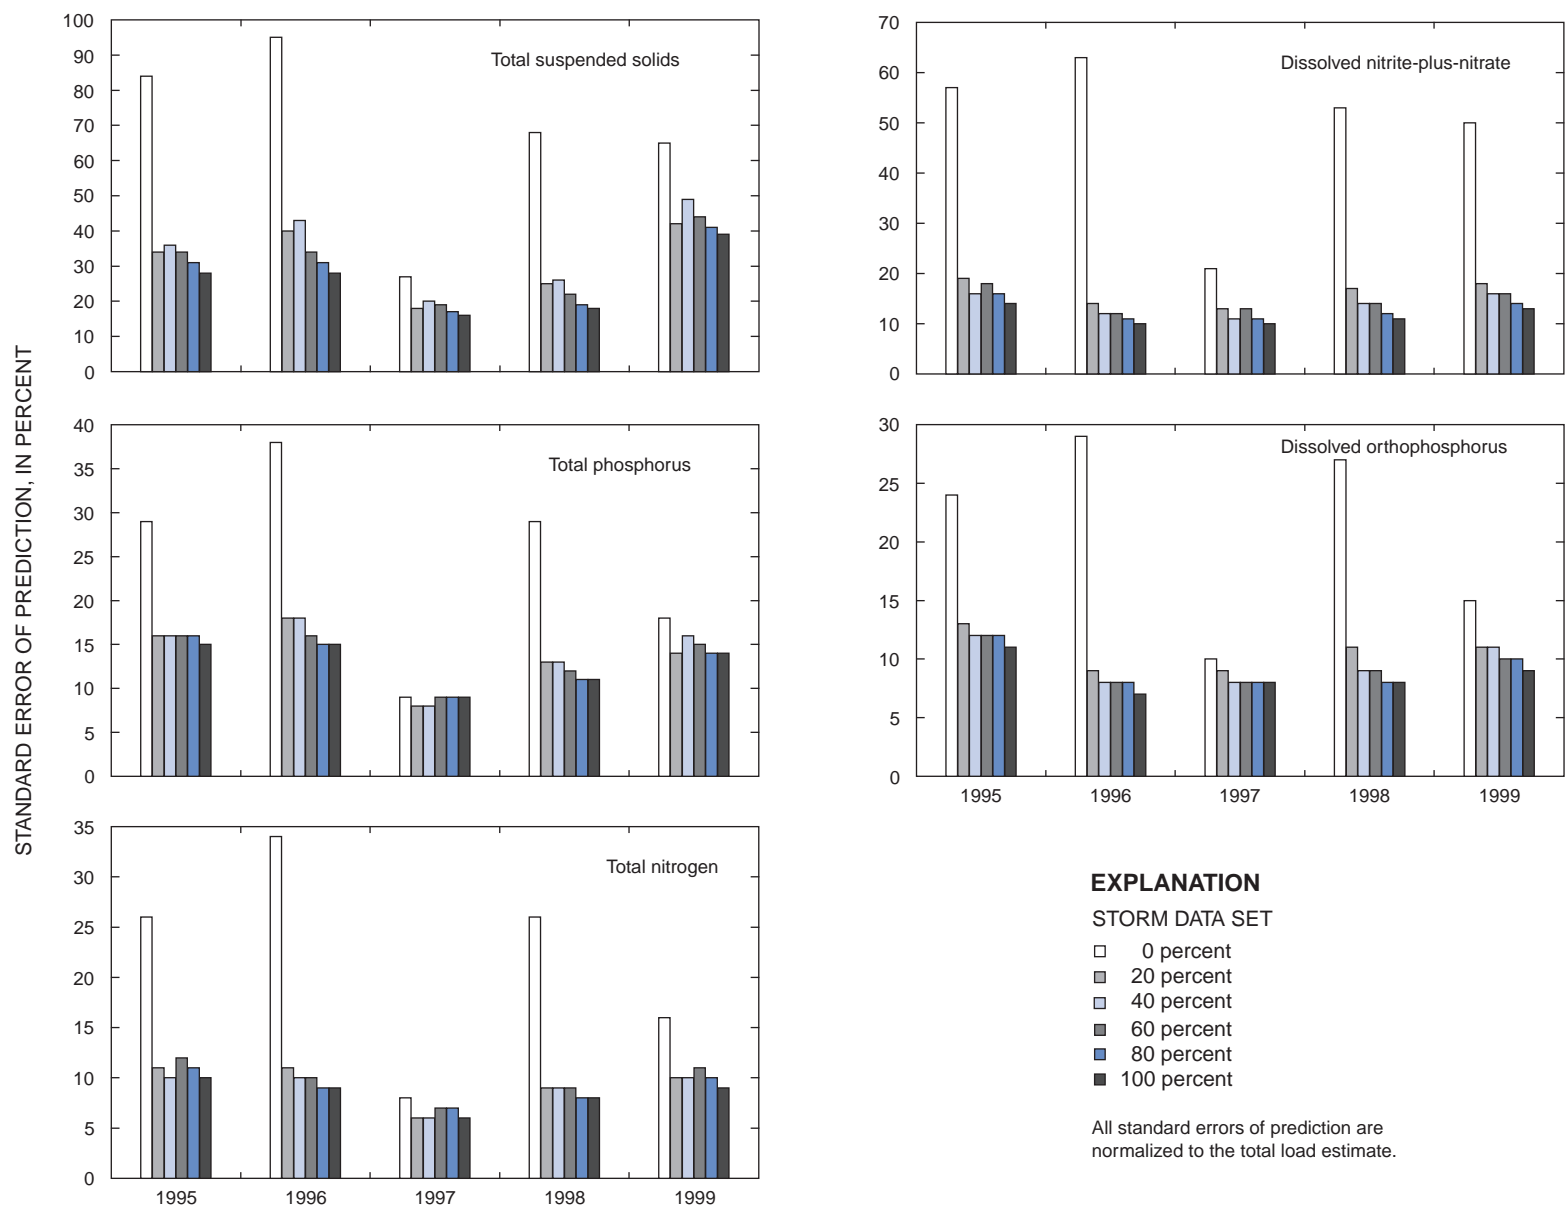 STANDARD ERROR OF PREDICTION, IN PERCENT
Total suspended solids
100
90
80
70
60
50
40
30
20
10
0
Dissolved nitrite-plus-nitrate
70
60
50
40
30
20
10
0
Total phosphorus
40
35
30
25
20
15
10
5
0
Dissolved orthophosphorus
30
25
20
15
10
5
0
1995 1996 1997 1998 1999
Total nitrogen
35
30
25
20
15
10
5
0
1995 1996 1997 1998 1999
EXPLANATION
STORM DATA SET
0 percent
20 percent
40 percent
60 percent
80 percent
100 percent
All standard errors of prediction are
normalized to the total load estimate.